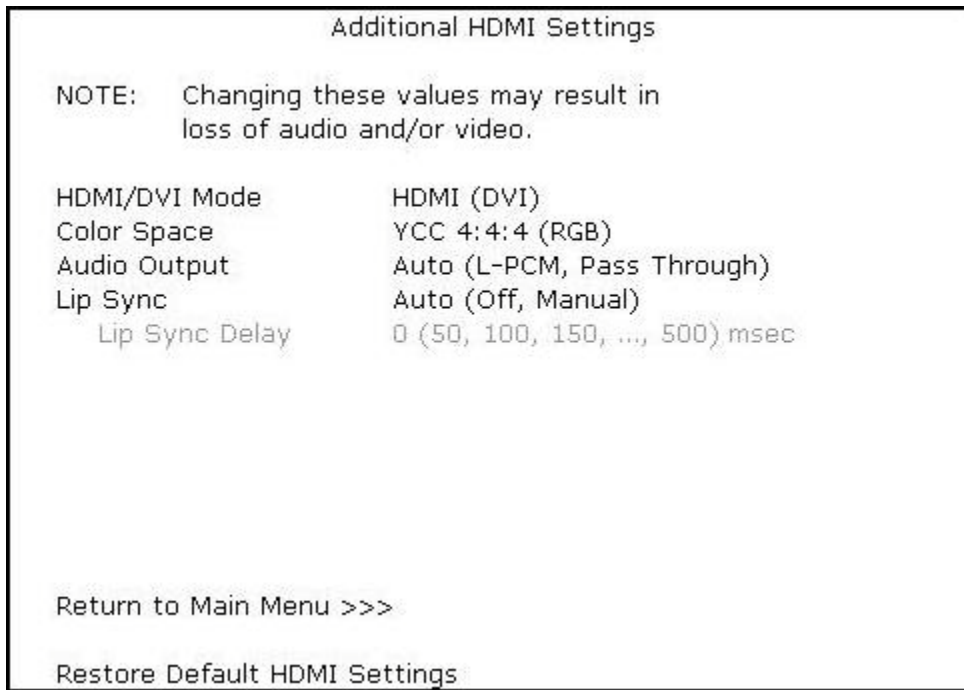 Additional HDMI Settings
NOTE: Changing these values may result in
loss of audio and/or video.
HDMI/DVI Mode HDMI (DVI)
Color Space YCC 4:4:4 (RGB)
Audio Output Auto (L-PCM, Pass Through)
Lip Sync Auto (Off, Manual)
Lip Sync Delay 0 (50, 100, 150, ..., 500) msec
Return to Main Menu >>>
Restore Default HDMI Settings